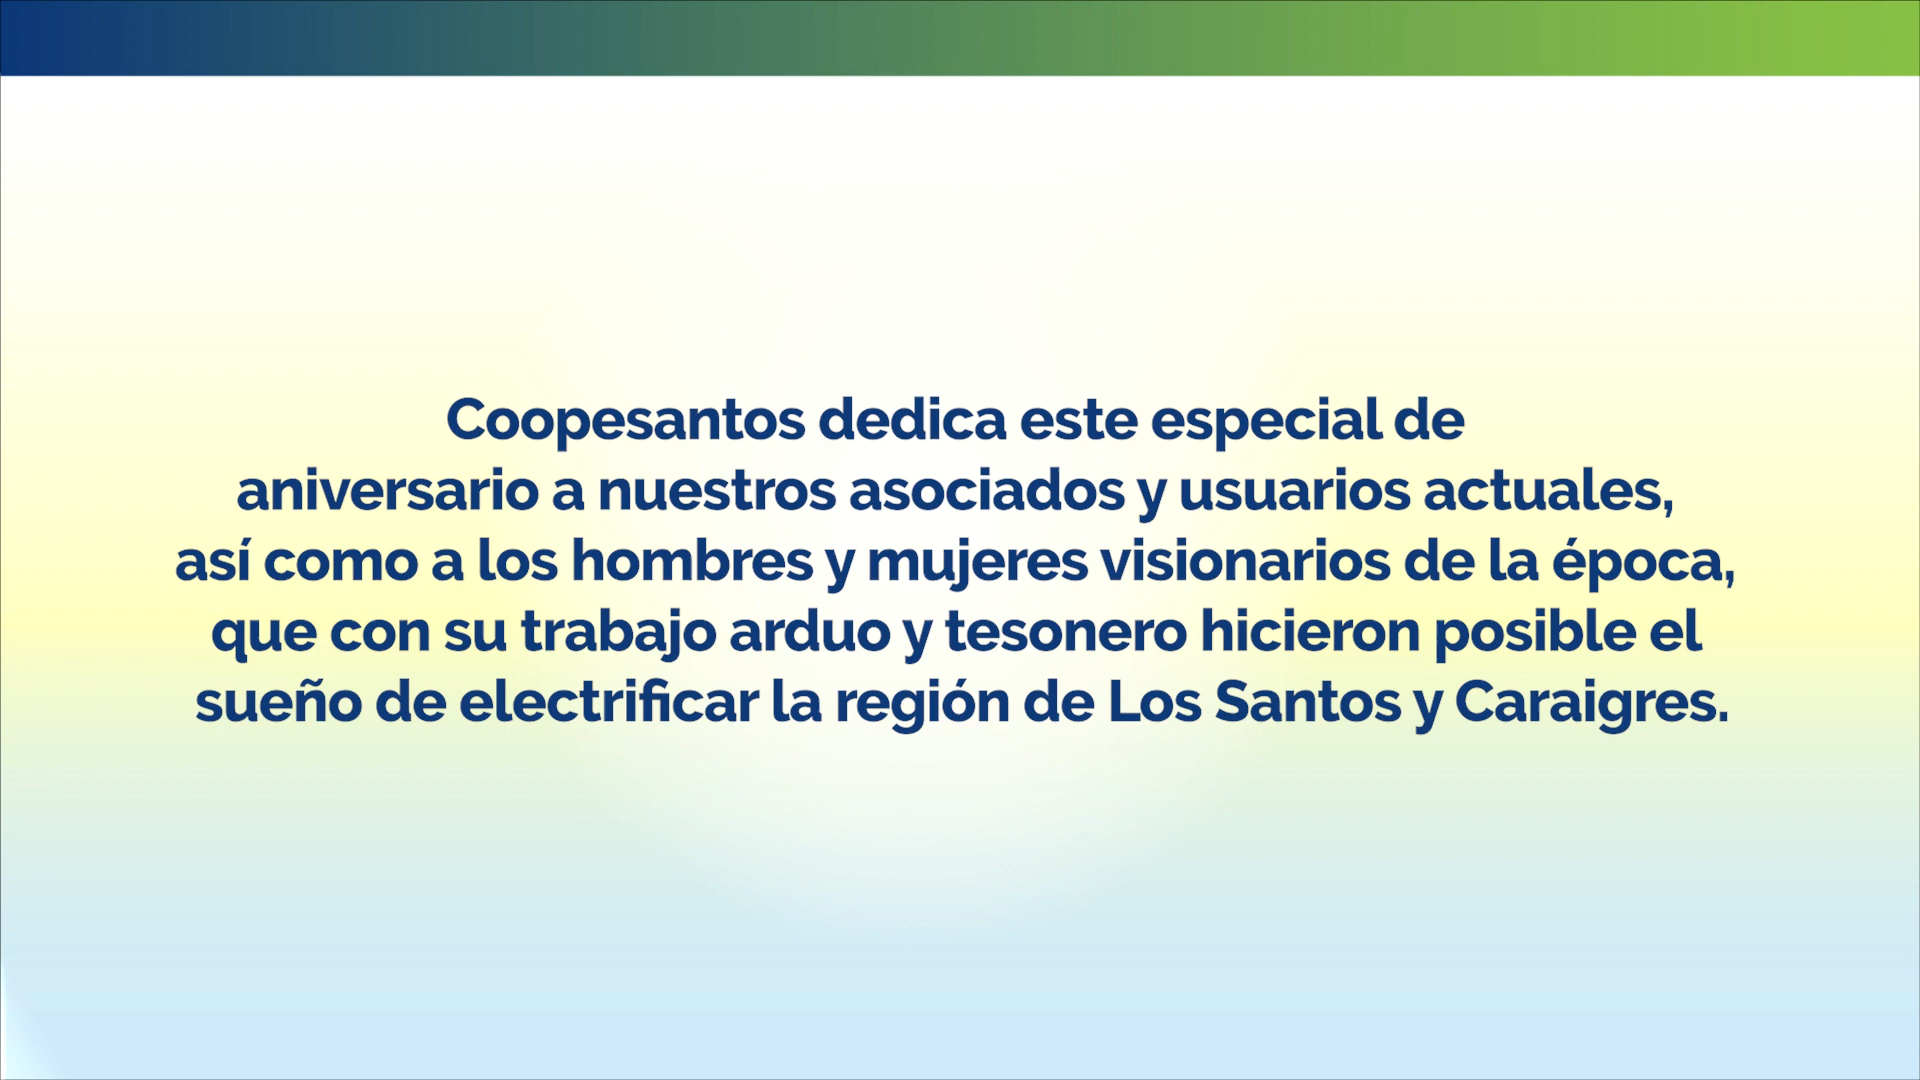 Coopesantos dedica este especial de
aniversario a nuestros asociados y usuarios actuales,
así como a los hombres y mujeres visionarios de la época,
que con su trabajo arduo y tesonero hicieron posible el
sueño de electrificar la región de Los Santos y Caraigres.